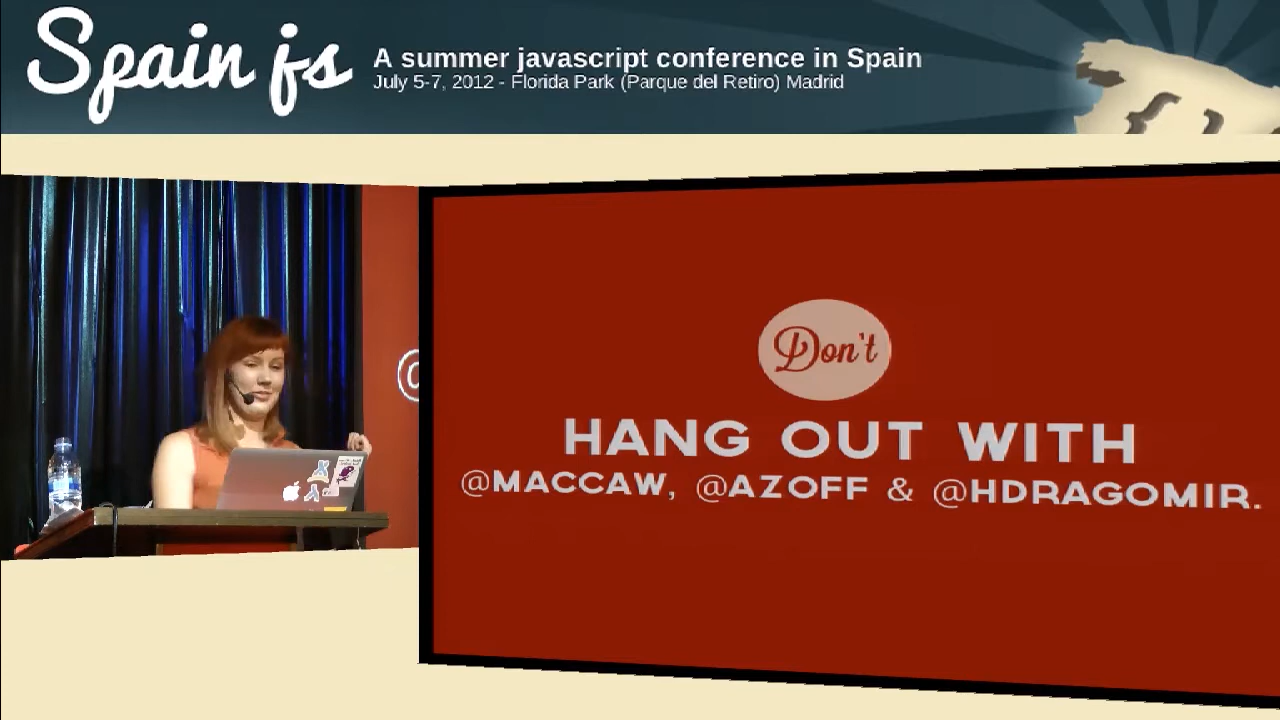 Spain js
A summer javascript conference in Spain
July 5-7, 2012 - Florida Park (Parque del Retiro) Madrid
{ }
@
Don't
HANG OUT WITH
@MACCAW, @AZOFF & @HDRAGOMIR.